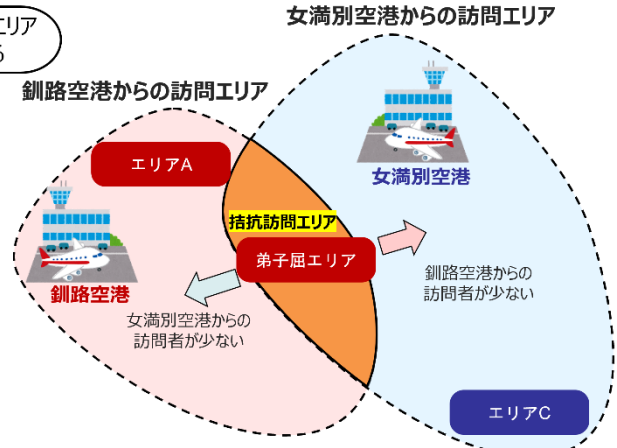 エリア
女満別空港からの訪問エリア
釧路空港からの訪問エリア
エリアA
女満別空港
拮抗訪問エリア
弟子屈エリア
釧路空港
釧路空港からの
訪問者が少ない
女満別空港からの
訪問者が少ない
エリアC